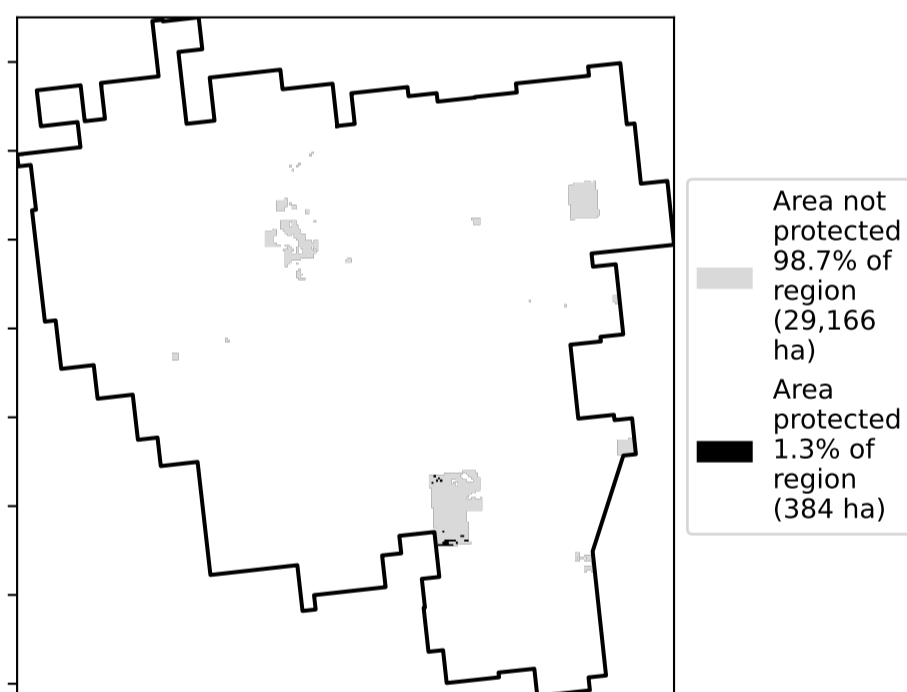 Area not
protected
98.7% of
region
(29,166
ha)
Area
protected
1.3% of
region
(384 ha)